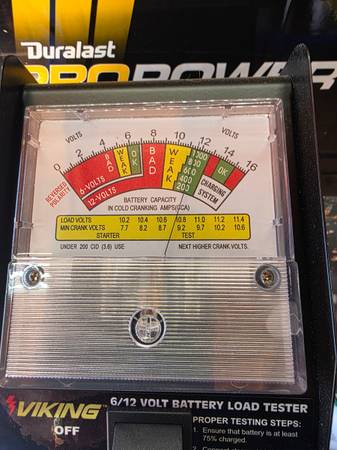 Duralast
PROPOWER
VOLTS VOLTS
0 2 4 6 8 10 12 14 16
REVERSED POLARITY
6-VOLTS BAD WEAK OK
12-VOLTS BAD WEAK OK
1000
800
600
400
203
CHARGING SYSTEM
BATTERY CAPACITY
IN COLD CRANKING AMPS(CCA)
LOAD VOLTS 10.2 10.4 10.6 10.8 11.0 11.2 11.4
MIN CRANK VOLTS 7.7 8.2 8.7 9.2 9.7 10.2 10.6
STARTER TEST
UNDER 200 CID (3.6) USE NEXT HIGHER CRANK VOLTS.
VIKING 6/12 VOLT BATTERY LOAD TESTER
OFF
PROPER TESTING STEPS:
1. Ensure that battery is at least
75% charged.